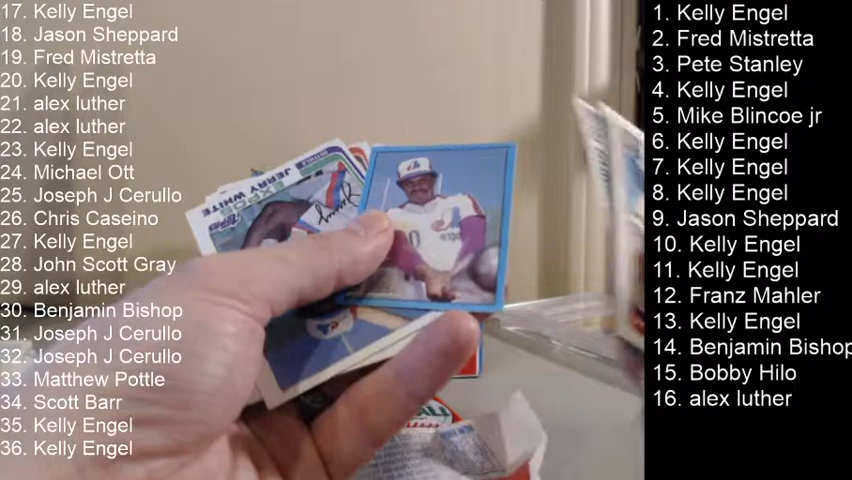 17. Kelly Engel
18. Jason Sheppard
19. Fred Mistretta
20. Kelly Engel
21. alex luther
22. alex luther
23. Kelly Engel
24. Michael Ott
25. Joseph J Cerullo
26. Chris Caseino
27. Kelly Engel
28. John Scott Gray
29. alex luther
30. Benjamin Bishop
31. Joseph J Cerullo
32. Joseph J Cerullo
33. Matthew Pottle
34. Scott Barr
35. Kelly Engel
36. Kelly Engel
JERRY WHITE
EXPOS
Topps
1. Kelly Engel
2. Fred Mistretta
3. Pete Stanley
4. Kelly Engel
5. Mike Blincoe jr
6. Kelly Engel
7. Kelly Engel
8. Kelly Engel
9. Jason Sheppard
10. Kelly Engel
11. Kelly Engel
12. Franz Mahler
13. Kelly Engel
14. Benjamin Bishop
15. Bobby Hilo
16. alex luther